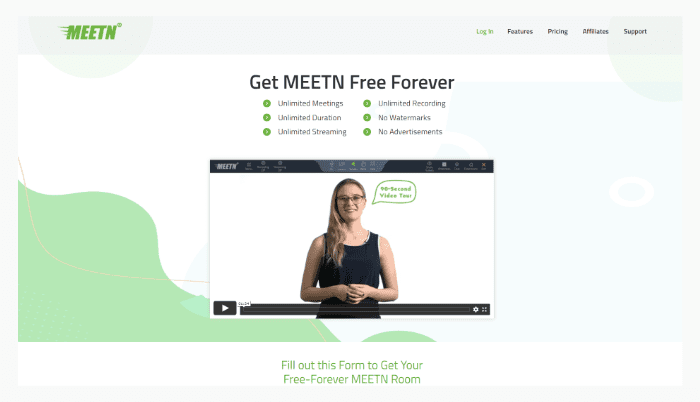 MEETN®
Log In Features Pricing Affiliates Support
Get MEETN Free Forever
Unlimited Meetings Unlimited Recording
Unlimited Duration No Watermarks
Unlimited Streaming No Advertisements
MEETN
90-Second
Video Tour
Fill out this Form to Get Your
Free-Forever MEETN Room